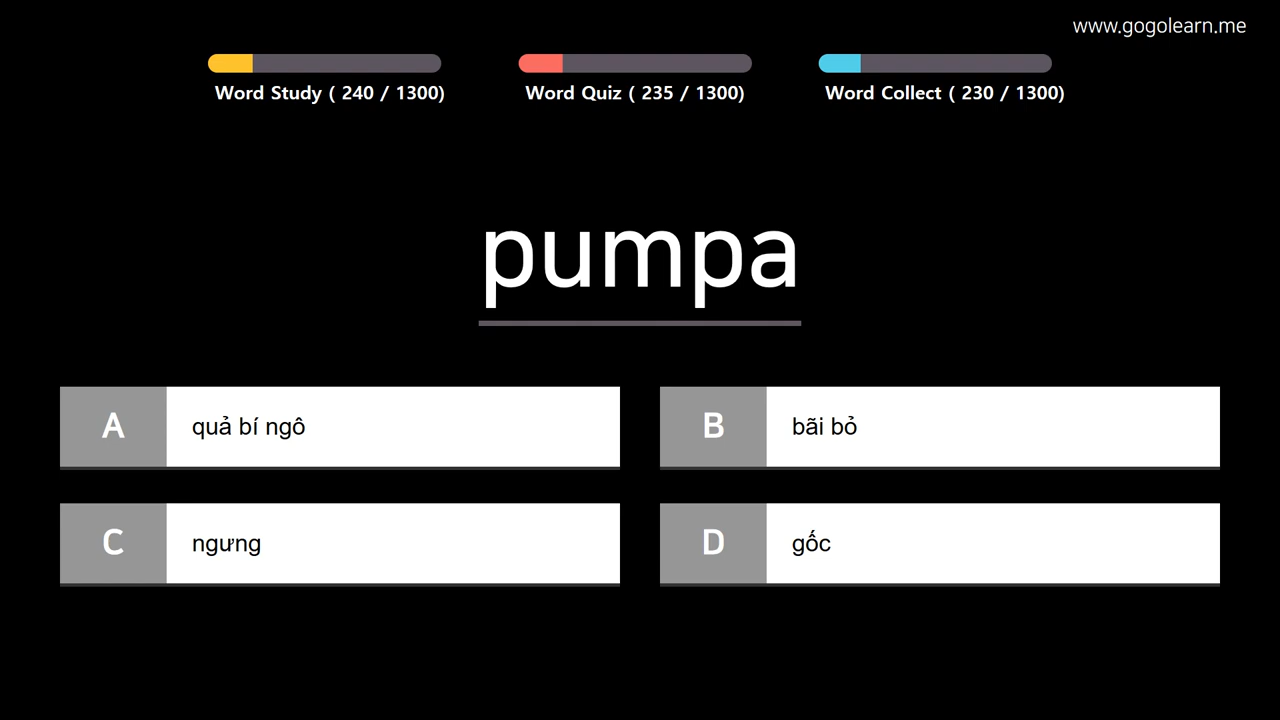 www.gogolearn.me
Word Study ( 240 / 1300)
Word Quiz ( 235 / 1300)
Word Collect ( 230 / 1300)
pumpa
A
quả bí ngô
B
bãi bỏ
C
ngưng
D
gốc